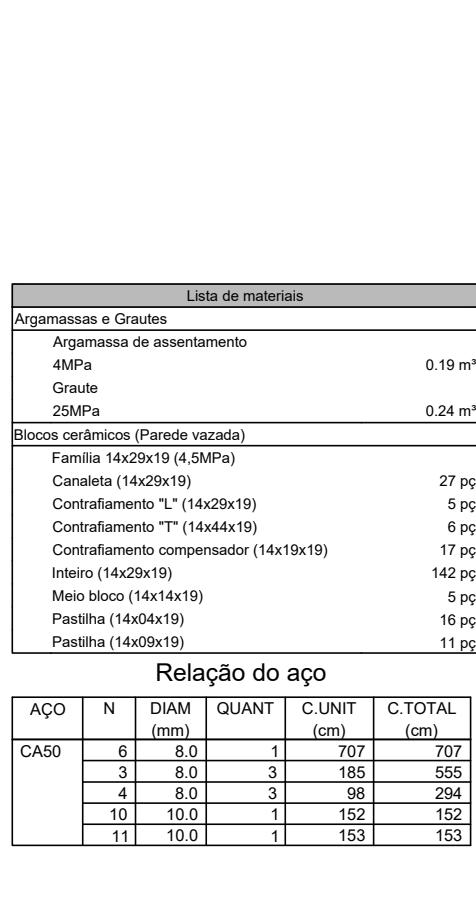 Lista de materiais
Argamassas e Grautes
Argamassa de assentamento
4MPa 0.19 m³
Graute
25MPa 0.24 m³
Blocos cerâmicos (Parede vazada)
Família 14x29x19 (4,5MPa)
Canaleta (14x29x19) 27 pç
Contrafiamento "L" (14x29x19) 5 pç
Contrafiamento "T" (14x44x19) 6 pç
Contrafiamento compensador (14x19x19) 17 pç
Inteiro (14x29x19) 142 pç
Meio bloco (14x14x19) 5 pç
Pastilha (14x04x19) 16 pç
Pastilha (14x09x19) 11 pç
Relação do aço
AÇO N DIAM QUANT C.UNIT C.TOTAL
(mm) (cm) (cm)
CA50 6 8.0 1 707 707
3 8.0 3 185 555
4 8.0 3 98 294
10 10.0 1 152 152
11 10.0 1 153 153